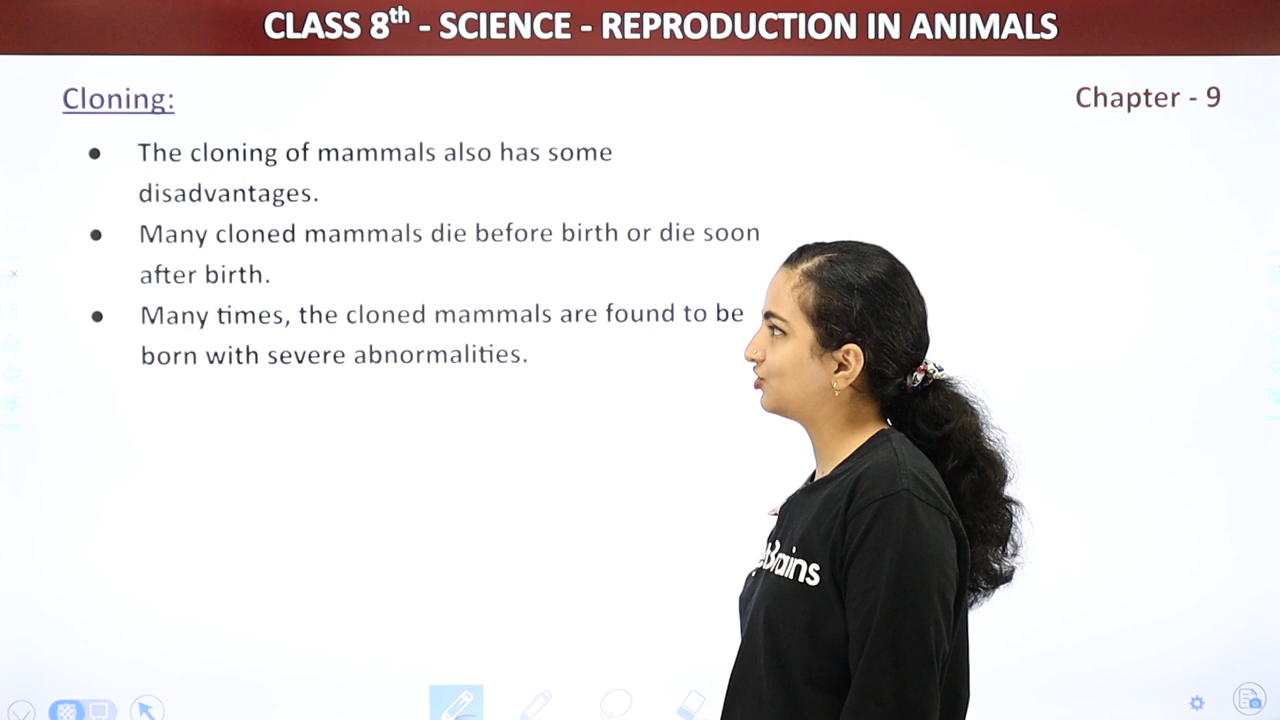 CLASS 8th - SCIENCE - REPRODUCTION IN ANIMALS
Cloning:
Chapter - 9
● The cloning of mammals also has some
disadvantages.
● Many cloned mammals die before birth or die soon
after birth.
● Many times, the cloned mammals are found to be
born with severe abnormalities.
Brains